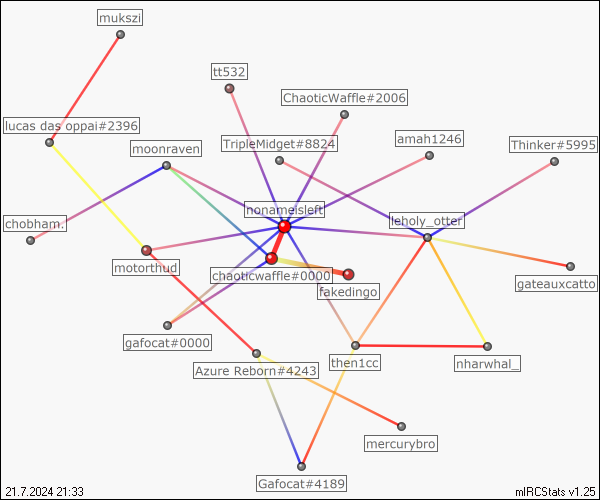 mukszi
tt532
ChaoticWaffle#2006
lucas das oppai#2396
TripleMidget#8824
amah1246
Thinker#5995
moonraven
nonameisleft
leholy_otter
chobham.
motorthud
chaoticwaffle#0000
fakedingo
gateauxcatto
gafocat#0000
Azure Reborn#4243
then1cc
nharwhal_
mercurybro
Gafocat#4189
21.7.2024 21:33
mIRCStats v1.25